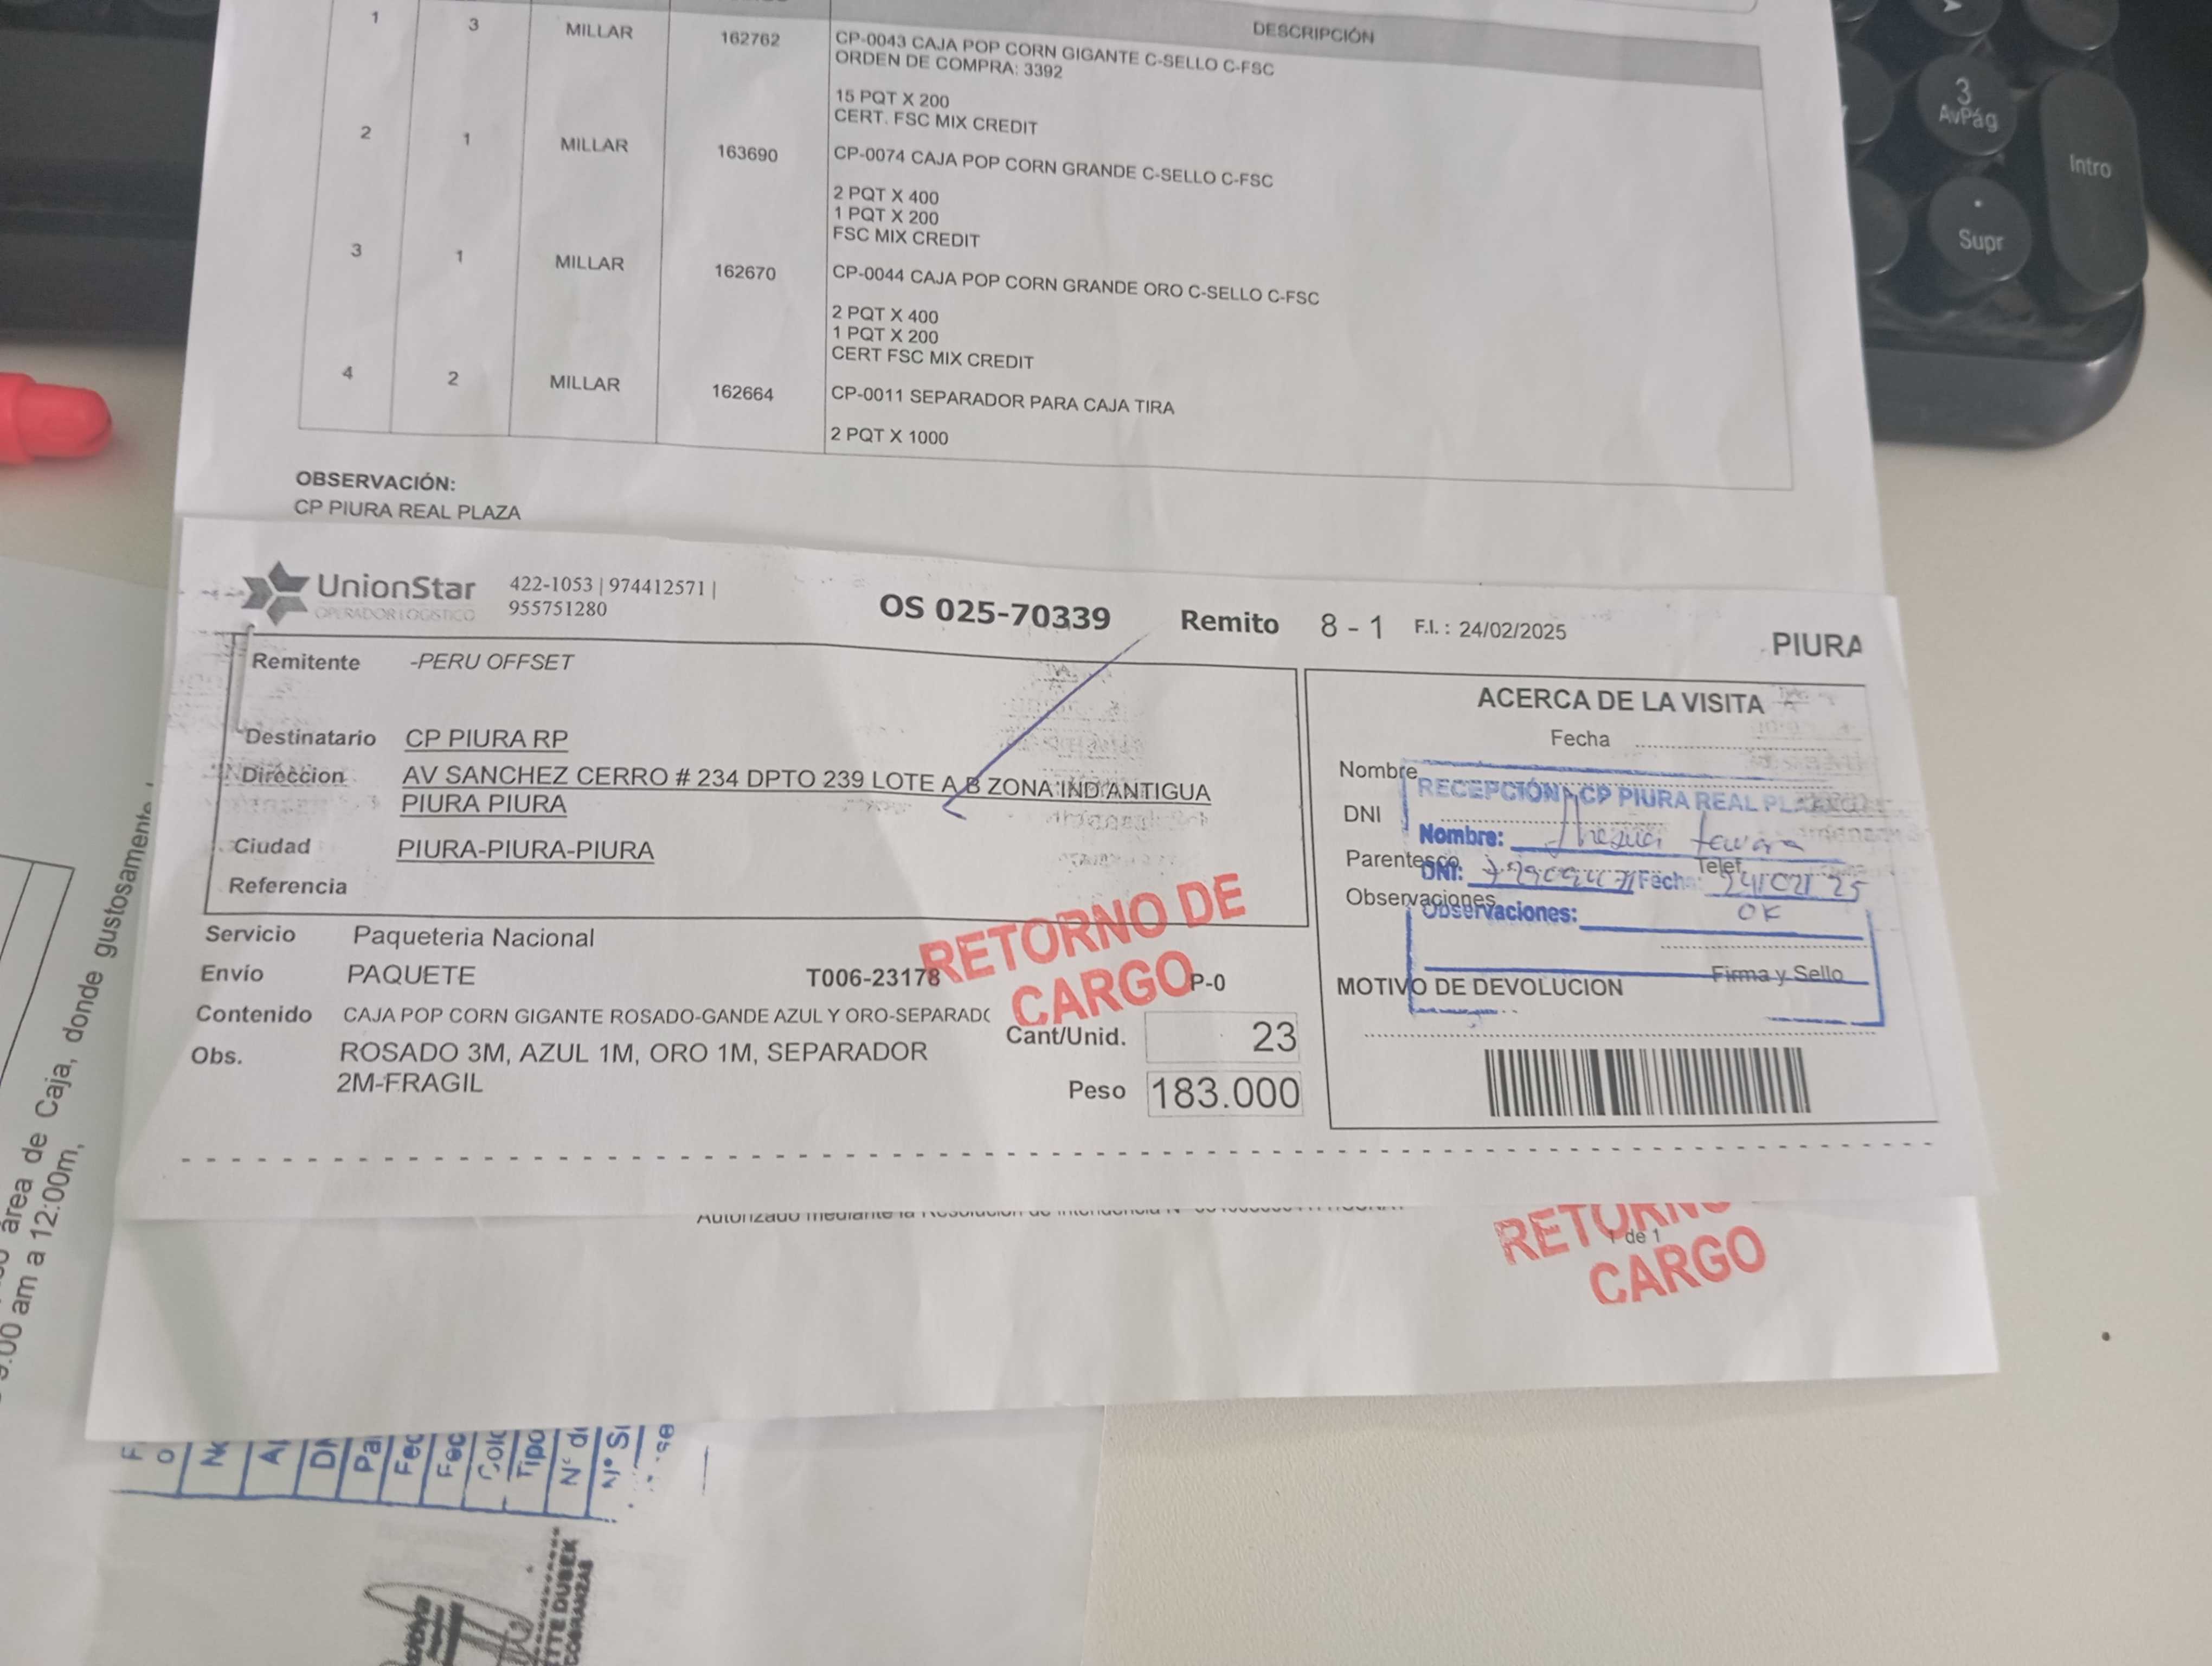 DESCRIPCIÓN
1 3 MILLAR 162762 CP-0043 CAJA POP CORN GIGANTE C-SELLO C-FSC
ORDEN DE COMPRA: 3392
15 PQT X 200
CERT. FSC MIX CREDIT
2 1 MILLAR 163690 CP-0074 CAJA POP CORN GRANDE C-SELLO C-FSC
2 PQT X 400
1 PQT X 200
FSC MIX CREDIT
3 1 MILLAR 162670 CP-0044 CAJA POP CORN GRANDE ORO C-SELLO C-FSC
2 PQT X 400
1 PQT X 200
CERT FSC MIX CREDIT
4 2 MILLAR 162664 CP-0011 SEPARADOR PARA CAJA TIRA
2 PQT X 1000
OBSERVACIÓN:
CP PIURA REAL PLAZA
UnionStar
OPERADOR LOGISTICO
422-1053 | 974412571 |
955751280
OS 025-70339 Remito 8 - 1 F.I. : 24/02/2025 PIURA
Remitente -PERU OFFSET
Destinatario CP PIURA RP
Direccion AV SANCHEZ CERRO # 234 DPTO 239 LOTE A B ZONA IND ANTIGUA
PIURA PIURA
Ciudad PIURA-PIURA-PIURA
Referencia
Servicio Paqueteria Nacional
Envio PAQUETE T006-23178 P-0
Contenido CAJA POP CORN GIGANTE ROSADO-GANDE AZUL Y ORO-SEPARADO
Obs. ROSADO 3M, AZUL 1M, ORO 1M, SEPARADOR
2M-FRAGIL
Cant/Unid. 23
Peso 183.000
RETORNO DE
CARGO
ACERCA DE LA VISITA
Fecha
Nombre
DNI
Parentesco
Telef
Observaciones
Firma y Sello
MOTIVO DE DEVOLUCION
RECEPCIÓN CP PIURA REAL
Nombre:
DNI: Fecha:
Observaciones: OK
1 de 1
RETORNO
CARGO
área de Caja, donde gustosamente
am a 12:00m,
3
AvPág
Intro
.
Supr